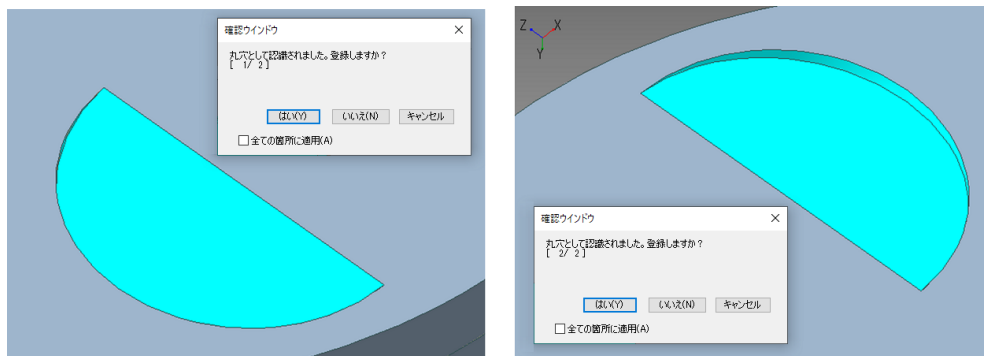 確認ウインドウ
丸穴として認識されました。登録しますか？
[ 1/ 2 ]
はい(Y) いいえ(N) キャンセル
全ての箇所に適用(A)
Z X
Y
確認ウインドウ
丸穴として認識されました。登録しますか？
[ 2/ 2 ]
はい(Y) いいえ(N) キャンセル
全ての箇所に適用(A)